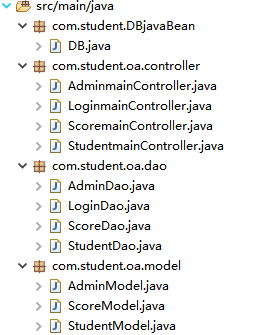 src/main/java
com.student.DBjavaBean
DB.java
com.student.oa.controller
AdminmainController.java
LoginmainController.java
ScoremainController.java
StudentmainController.java
com.student.oa.dao
AdminDao.java
LoginDao.java
ScoreDao.java
StudentDao.java
com.student.oa.model
AdminModel.java
ScoreModel.java
StudentModel.java